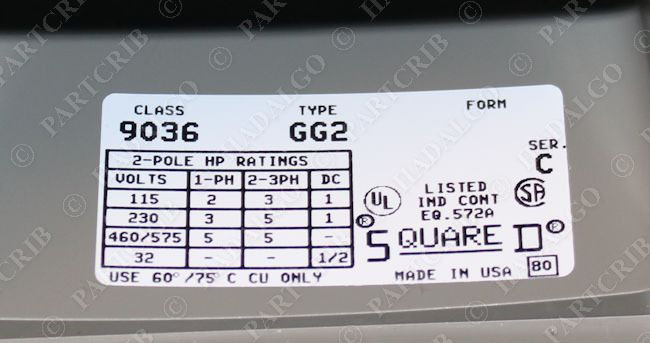 CLASS TYPE FORM
9036 GG2
SER.
C
2-POLE HP RATINGS
VOLTS 1-PH 2-3PH DC
115 2 3 1
230 3 5 1
460/575 5 5 -
32 - - 1/2
USE 60°/75°C CU ONLY
UL
LISTED
IND CONT
EQ.572A
SA
® SQUARE D ®
MADE IN USA 80
© PARTCRIB © HADALGO